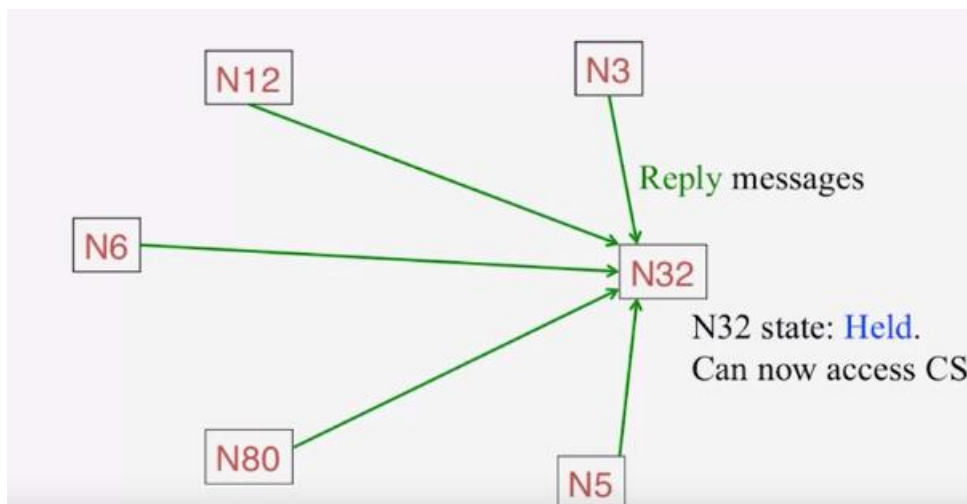 N12
N3
Reply messages
N6
N32
N32 state: Held.
Can now access CS
N80
N5